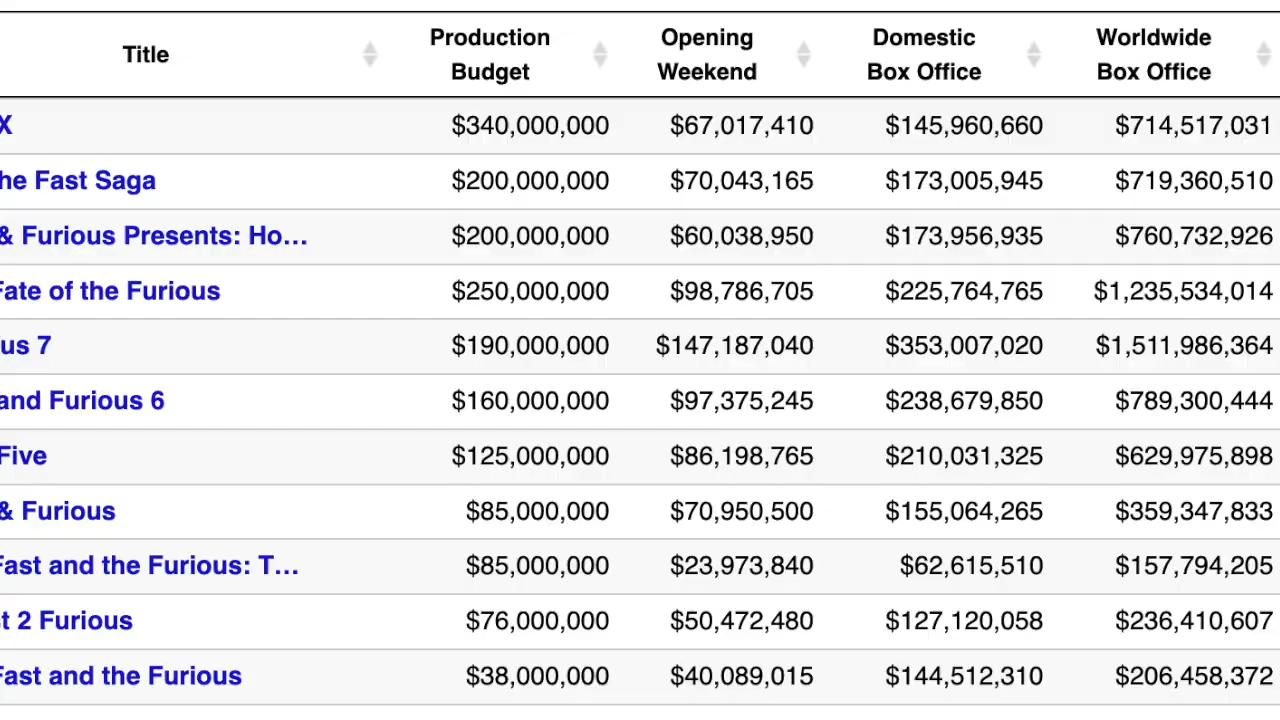 Title Production Budget Opening Weekend Domestic Box Office Worldwide Box Office
X $340,000,000 $67,017,410 $145,960,660 $714,517,031
he Fast Saga $200,000,000 $70,043,165 $173,005,945 $719,360,510
& Furious Presents: Ho... $200,000,000 $60,038,950 $173,956,935 $760,732,926
Fate of the Furious $250,000,000 $98,786,705 $225,764,765 $1,235,534,014
us 7 $190,000,000 $147,187,040 $353,007,020 $1,511,986,364
and Furious 6 $160,000,000 $97,375,245 $238,679,850 $789,300,444
Five $125,000,000 $86,198,765 $210,031,325 $629,975,898
& Furious $85,000,000 $70,950,500 $155,064,265 $359,347,833
Fast and the Furious: T... $85,000,000 $23,973,840 $62,615,510 $157,794,205
t 2 Furious $76,000,000 $50,472,480 $127,120,058 $236,410,607
Fast and the Furious $38,000,000 $40,089,015 $144,512,310 $206,458,372